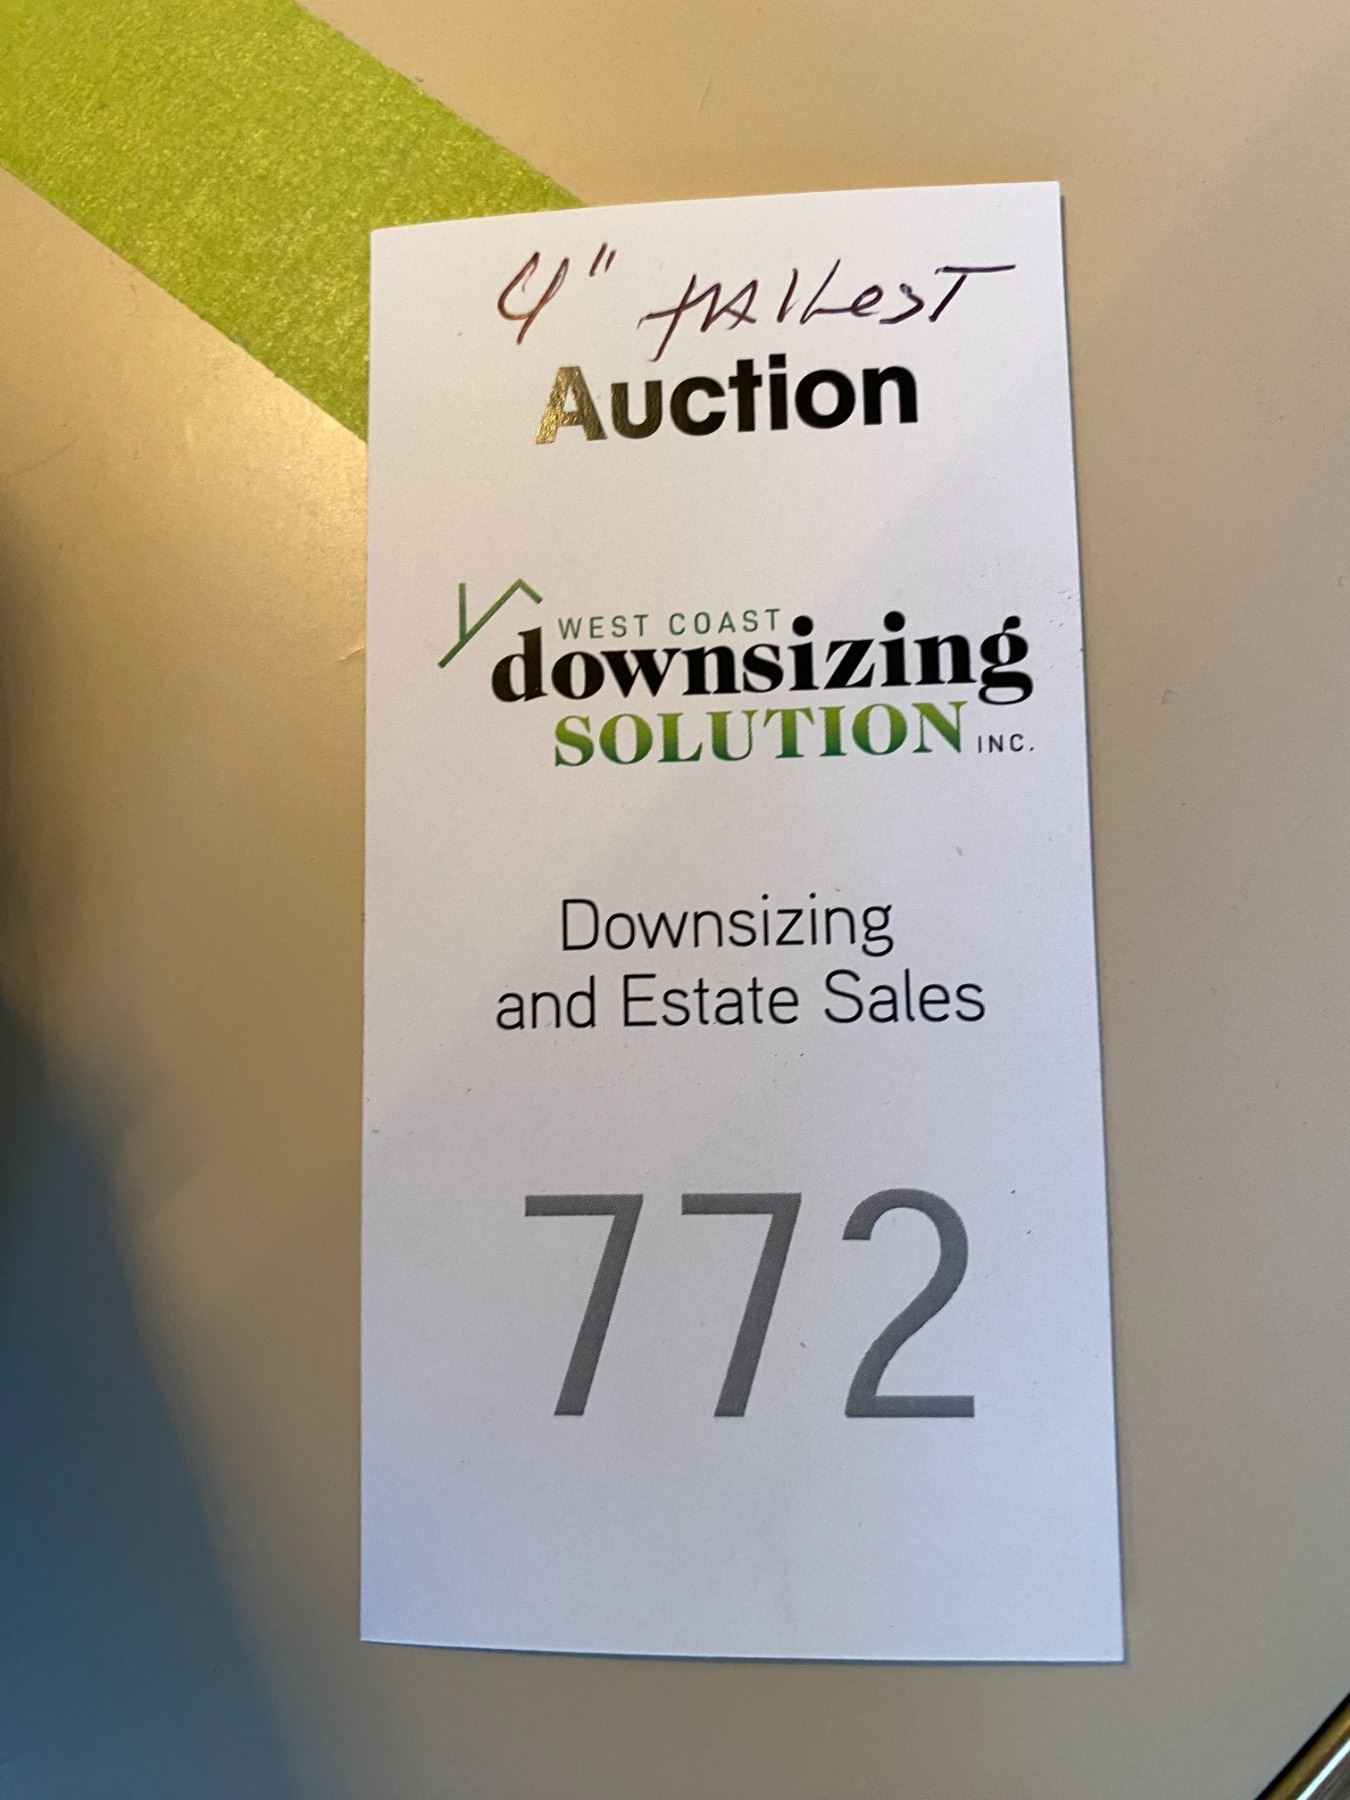 4" tallest
Auction
WEST COAST
downsizing
SOLUTION INC.
Downsizing
and Estate Sales
772